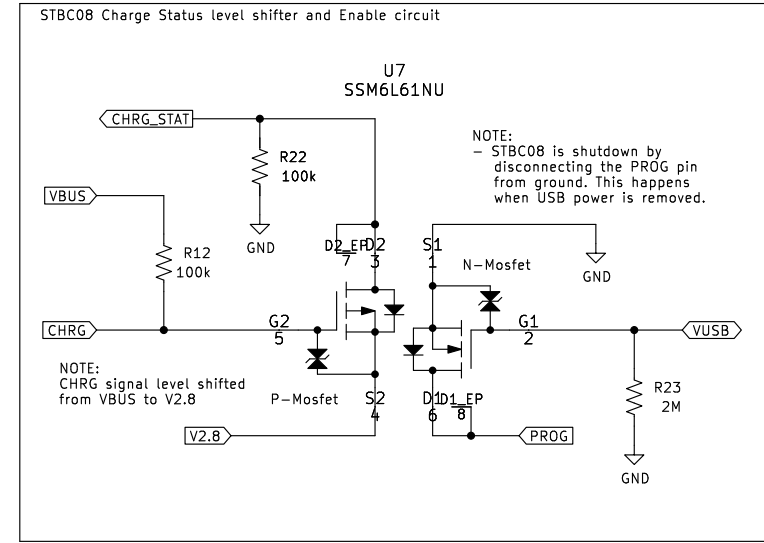 STBC08 Charge Status level shifter and Enable circuit
U7
SSM6L61NU
CHRG_STAT
R22
100k
GND
VBUS
R12
100k
NOTE:
- STBC08 is shutdown by
disconnecting the PROG pin
from ground. This happens
when USB power is removed.
D2_EP
7
D2
3
S1
1
N-Mosfet
GND
CHRG
G2
5
G1
2
VUSB
NOTE:
CHRG signal level shifted
from VBUS to V2.8
P-Mosfet
S2
4
D1
6
D1_EP
8
R23
2M
V2.8
PROG
GND